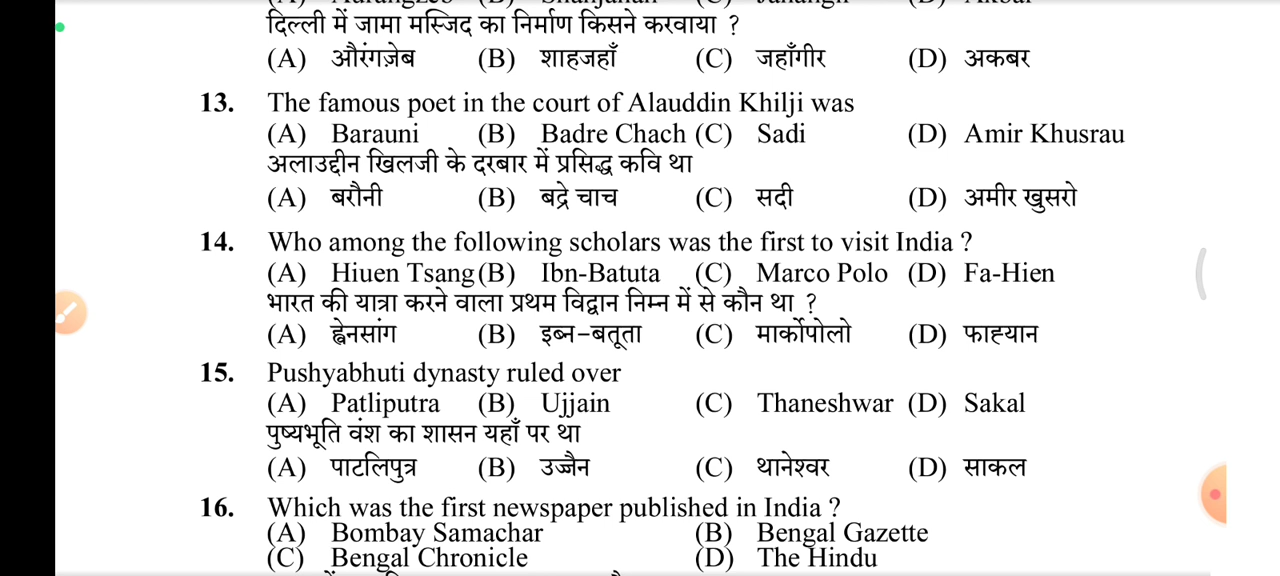 दिल्ली में जामा मस्जिद का निर्माण किसने करवाया ?
(A) औरंगज़ेब (B) शाहजहाँ (C) जहाँगीर (D) अकबर
13. The famous poet in the court of Alauddin Khilji was
(A) Barauni (B) Badre Chach (C) Sadi (D) Amir Khusrau
अलाउद्दीन खिलजी के दरबार में प्रसिद्ध कवि था
(A) बरौनी (B) बद्रे चाच (C) सदी (D) अमीर खुसरो
14. Who among the following scholars was the first to visit India ?
(A) Hiuen Tsang (B) Ibn-Batuta (C) Marco Polo (D) Fa-Hien
भारत की यात्रा करने वाला प्रथम विद्वान निम्न में से कौन था ?
(A) ह्वेनसांग (B) इब्न-बतूता (C) मार्कोपोलो (D) फाह्यान
15. Pushyabhuti dynasty ruled over
(A) Patliputra (B) Ujjain (C) Thaneshwar (D) Sakal
पुष्यभूति वंश का शासन यहाँ पर था
(A) पाटलिपुत्र (B) उज्जैन (C) थानेश्वर (D) साकल
16. Which was the first newspaper published in India ?
(A) Bombay Samachar (B) Bengal Gazette
(C) Bengal Chronicle (D) The Hindu